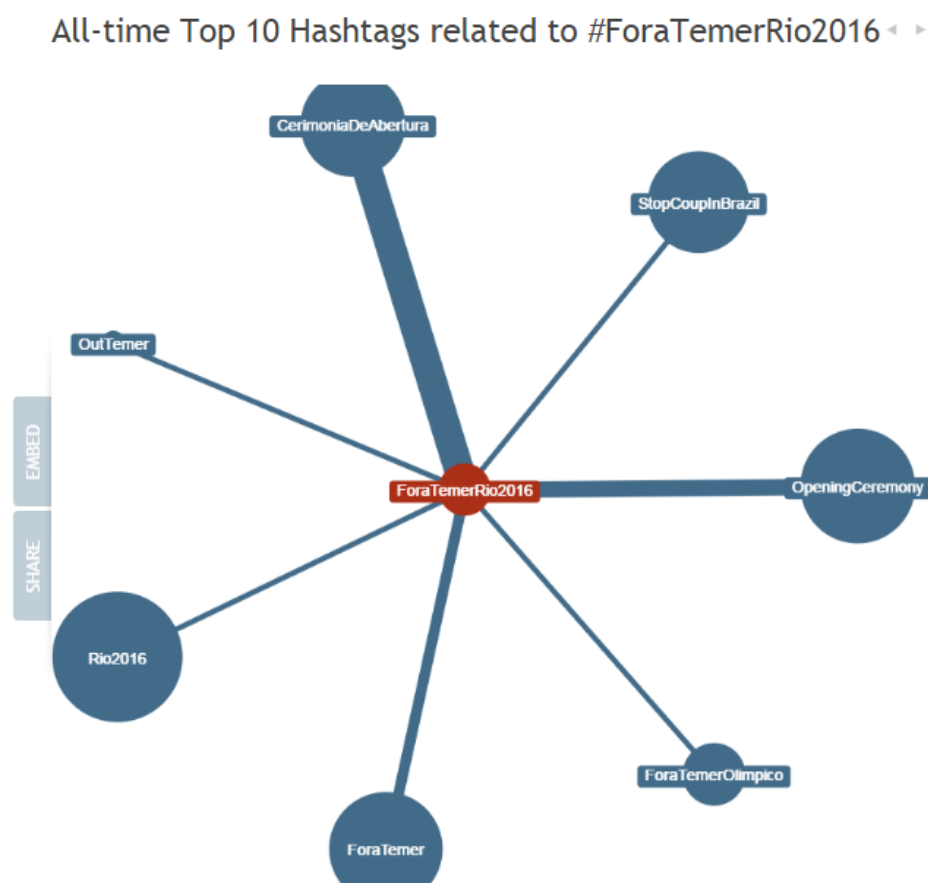 All-time Top 10 Hashtags related to #ForaTemerRio2016
CerimoniaDeAbertura
StopCoupInBrazil
OutTemer
EMBED
ForaTemerRio2016
OpeningCeremony
SHARE
Rio2016
ForaTemerOlimpico
ForaTemer